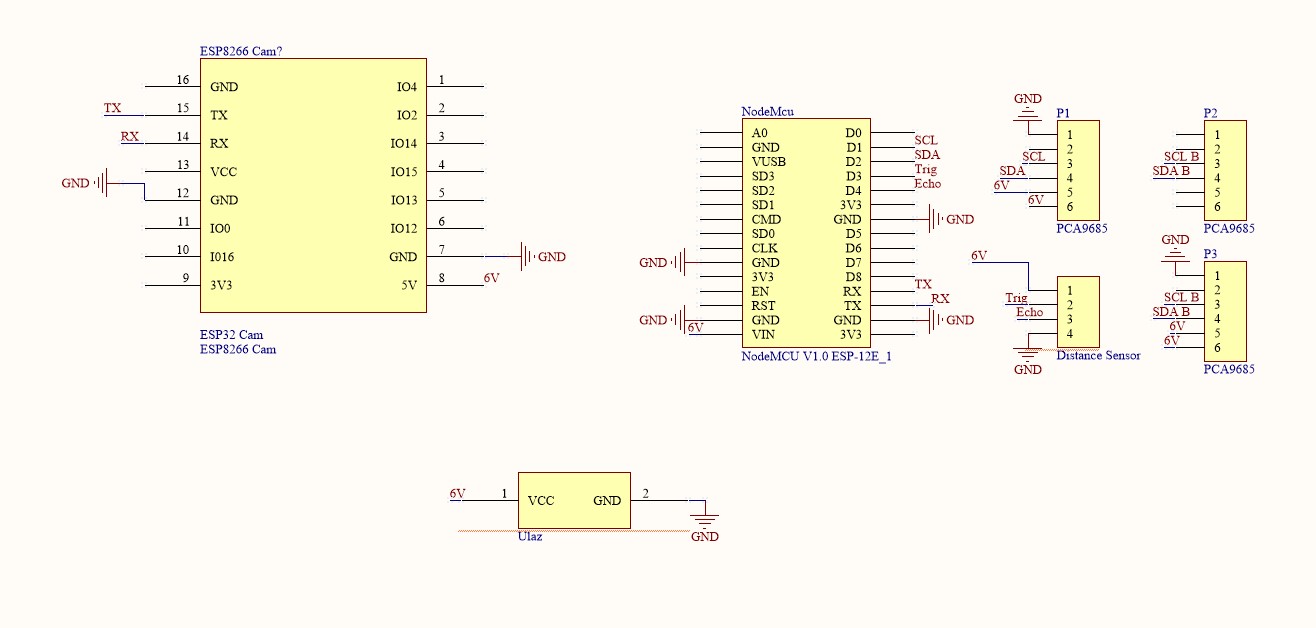 ESP8266 Cam?
16 GND IO4 1
TX 15 TX IO2 2
RX 14 RX IO14 3
13 VCC IO15 4
GND 12 GND IO13 5
11 IO0 IO12 6
10 I016 GND 7 GND
9 3V3 5V 8 6V
ESP32 Cam
ESP8266 Cam
NodeMcu
A0 D0
GND D1 SCL
VUSB D2 SDA
SD3 D3 Trig
SD2 D4 Echo
SD1 3V3
CMD GND GND
SD0 D5
CLK D6
GND GND D7
3V3 D8
EN RX TX
RST TX RX
GND GND GND GND
6V VIN 3V3
NodeMCU V1.0 ESP-12E_1
GND
P1
1
2
SCL 3
SDA 4
6V 5
6V 6
PCA9685
P2
1
2
SCL B 3
SDA B 4
5
6
PCA9685
6V 1
Trig 2
Echo 3
4
GND
Distance Sensor
GND
P3
1
2
SCL B 3
SDA B 4
6V 5
6V 6
PCA9685
6V 1 VCC GND 2
Ulaz
GND